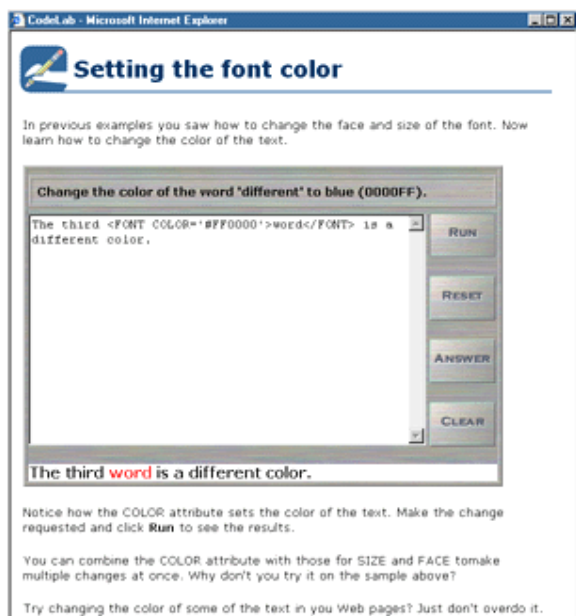 CodeLab - Microsoft Internet Explorer
Setting the font color
In previous examples you saw how to change the face and size of the font. Now
learn how to change the color of the text.
Change the color of the word "different" to blue (0000FF).
The third <FONT COLOR='#FF0000'>word</FONT> is a
different color.
RUN
RESET
ANSWER
CLEAR
The third word is a different color.
Notice how the COLOR attribute sets the color of the text. Make the change
requested and click Run to see the results.
You can combine the COLOR attribute with those for SIZE and FACE tomake
multiple changes at once. Why don't you try it on the sample above?
Try changing the color of some of the text in you Web pages? Just don't overdo it.